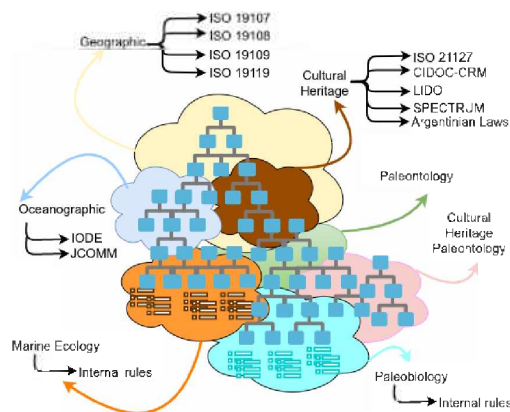 Geographic
ISO 19107
ISO 19108
ISO 19109
ISO 19119
Cultural
Heritage
ISO 21127
CIDOC-CRM
LIDO
SPECTRUM
Argentinian Laws
Paleontology
Oceanographic
IODE
JCOMM
Cultural
Heritage
Paleontology
Marine Ecology
Internal rules
Paleobiology
Internal rules